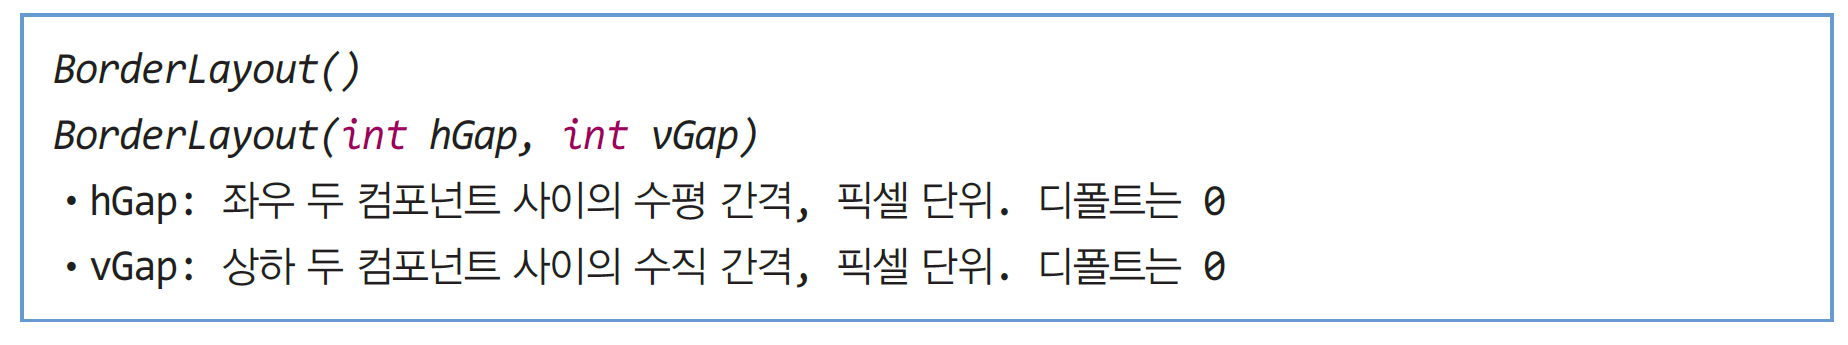 BorderLayout()
BorderLayout(int hGap, int vGap)
• hGap: 좌우 두 컴포넌트 사이의 수평 간격, 픽셀 단위. 디폴트는 0
• vGap: 상하 두 컴포넌트 사이의 수직 간격, 픽셀 단위. 디폴트는 0